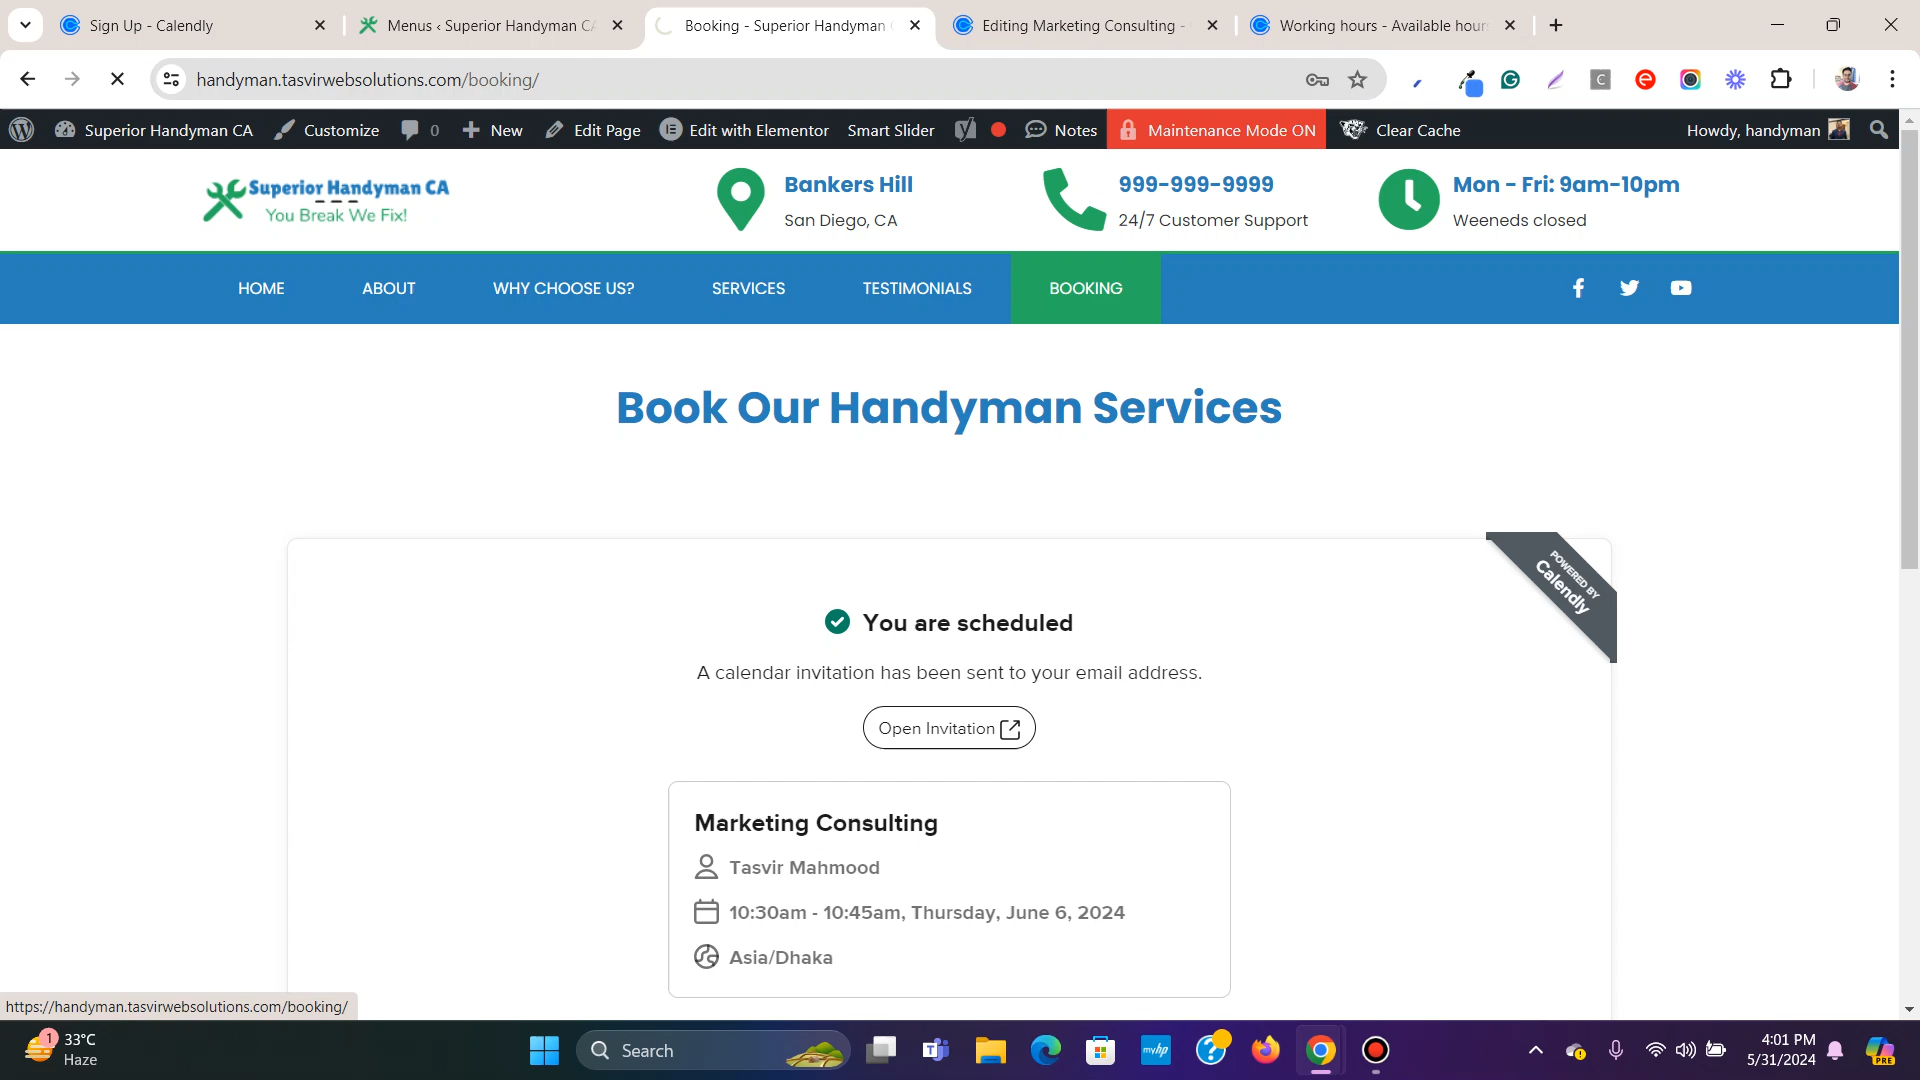 Sign Up - Calendly
Menus ‹ Superior Handyman CA
Booking - Superior Handyman
Editing Marketing Consulting -
Working hours - Available hour
handyman.tasvirwebsolutions.com/booking/
Superior Handyman CA
Customize
0
New
Edit Page
Edit with Elementor
Smart Slider
Notes
Maintenance Mode ON
Clear Cache
Howdy, handyman
Superior Handyman CA
You Break We Fix!
Bankers Hill
San Diego, CA
999-999-9999
24/7 Customer Support
Mon - Fri: 9am-10pm
Weeneds closed
HOME
ABOUT
WHY CHOOSE US?
SERVICES
TESTIMONIALS
BOOKING
Book Our Handyman Services
POWERED BY
Calendly
You are scheduled
A calendar invitation has been sent to your email address.
Open Invitation
Marketing Consulting
Tasvir Mahmood
10:30am - 10:45am, Thursday, June 6, 2024
Asia/Dhaka
https://handyman.tasvirwebsolutions.com/booking/
1
33°C
Haze
Search
myhp
4:01 PM
5/31/2024
PRE